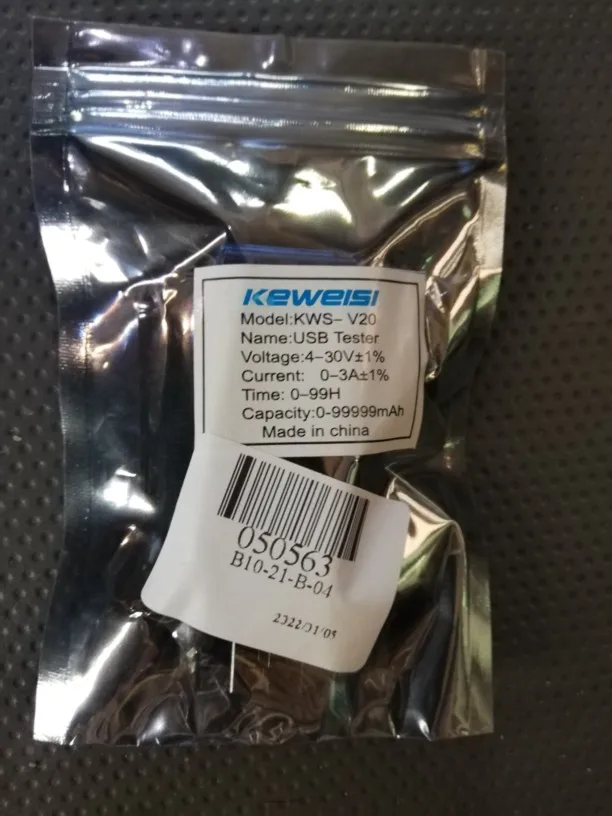 KEWEISI
Model:KWS- V20
Name:USB Tester
Voltage:4-30V±1%
Current: 0-3A±1%
Time: 0-99H
Capacity:0-99999mAh
Made in china
050563
B10-21-B-04
2022/01/05